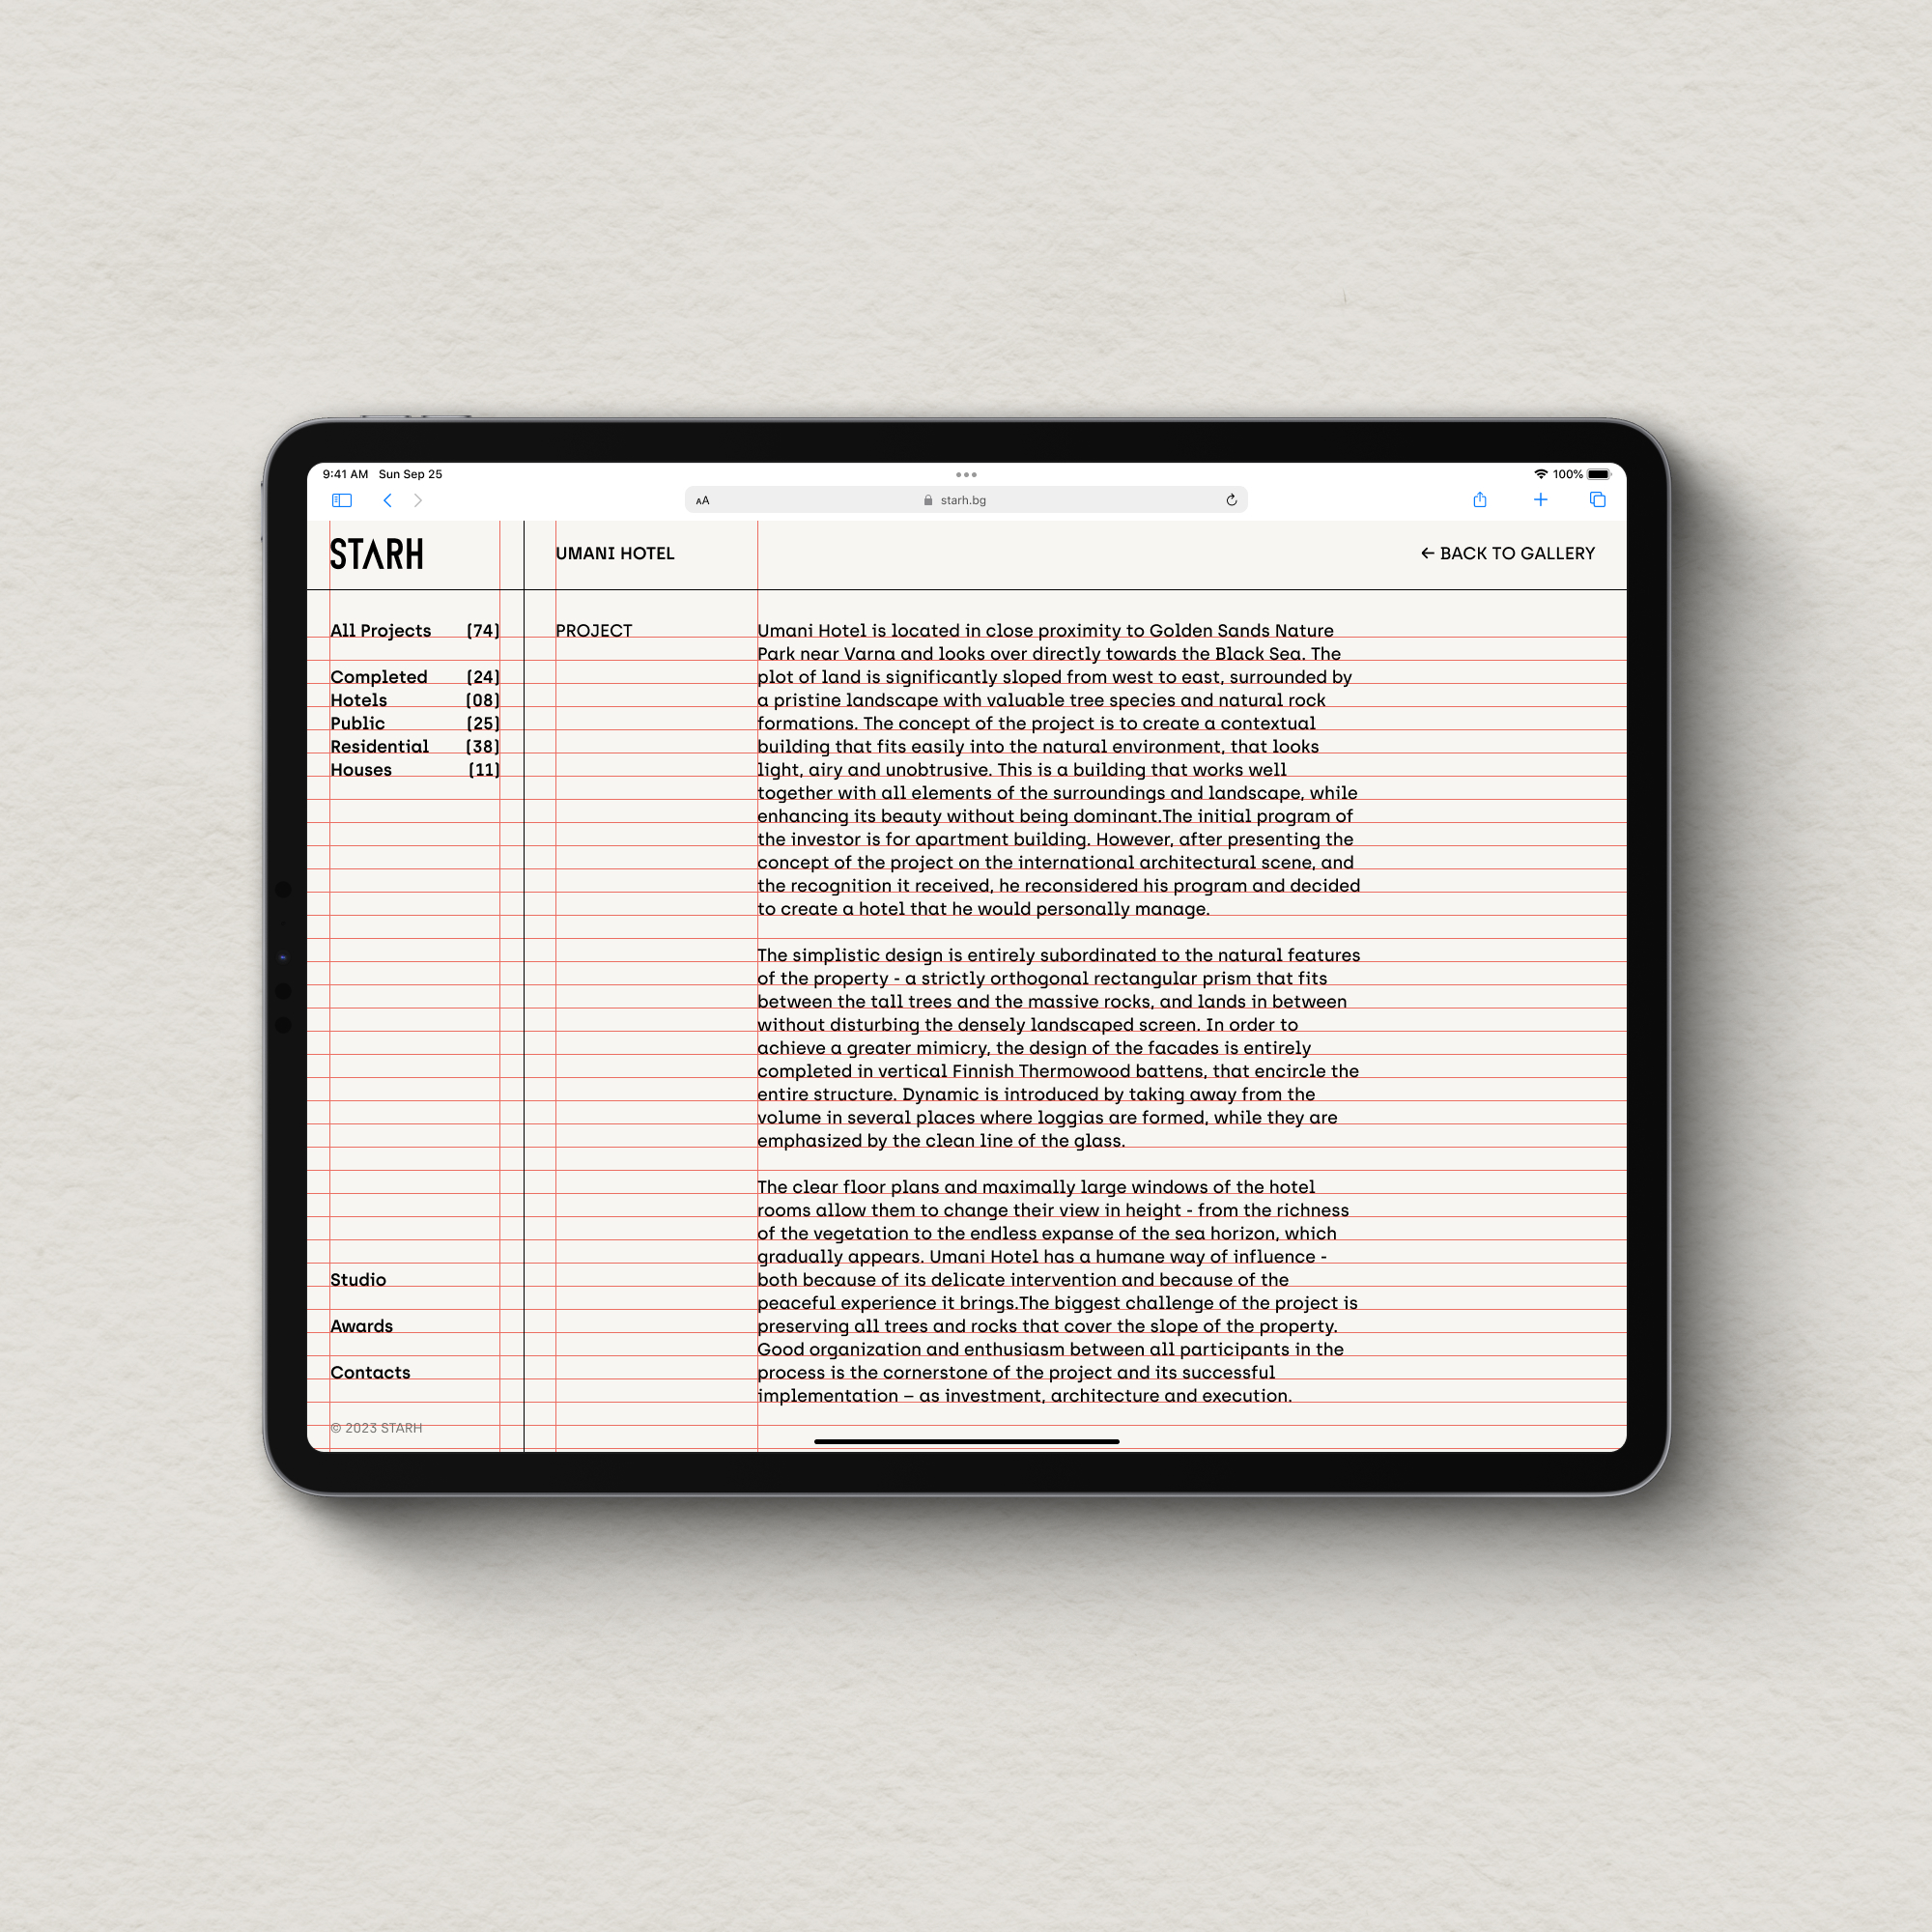 9:41 AM Sun Sep 25
100%
AA
starh.bg
STARH
UMANI HOTEL
← BACK TO GALLERY
All Projects (74)
Completed (24)
Hotels (08)
Public (25)
Residential (38)
Houses (11)
Studio
Awards
Contacts
© 2023 STARH
PROJECT
Umani Hotel is located in close proximity to Golden Sands Nature
Park near Varna and looks over directly towards the Black Sea. The
plot of land is significantly sloped from west to east, surrounded by
a pristine landscape with valuable tree species and natural rock
formations. The concept of the project is to create a contextual
building that fits easily into the natural environment, that looks
light, airy and unobtrusive. This is a building that works well
together with all elements of the surroundings and landscape, while
enhancing its beauty without being dominant.The initial program of
the investor is for apartment building. However, after presenting the
concept of the project on the international architectural scene, and
the recognition it received, he reconsidered his program and decided
to create a hotel that he would personally manage.
The simplistic design is entirely subordinated to the natural features
of the property - a strictly orthogonal rectangular prism that fits
between the tall trees and the massive rocks, and lands in between
without disturbing the densely landscaped screen. In order to
achieve a greater mimicry, the design of the facades is entirely
completed in vertical Finnish Thermowood battens, that encircle the
entire structure. Dynamic is introduced by taking away from the
volume in several places where loggias are formed, while they are
emphasized by the clean line of the glass.
The clear floor plans and maximally large windows of the hotel
rooms allow them to change their view in height - from the richness
of the vegetation to the endless expanse of the sea horizon, which
gradually appears. Umani Hotel has a humane way of influence -
both because of its delicate intervention and because of the
peaceful experience it brings.The biggest challenge of the project is
preserving all trees and rocks that cover the slope of the property.
Good organization and enthusiasm between all participants in the
process is the cornerstone of the project and its successful
implementation – as investment, architecture and execution.